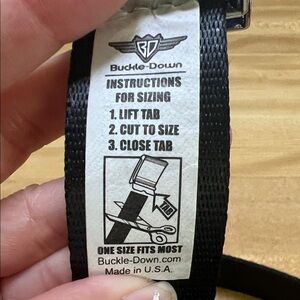 BD
Buckle-Down
INSTRUCTIONS
FOR SIZING
1. LIFT TAB
2. CUT TO SIZE
3. CLOSE TAB
TAB
ONE SIZE FITS MOST
Buckle-Down.com
Made in U.S.A.